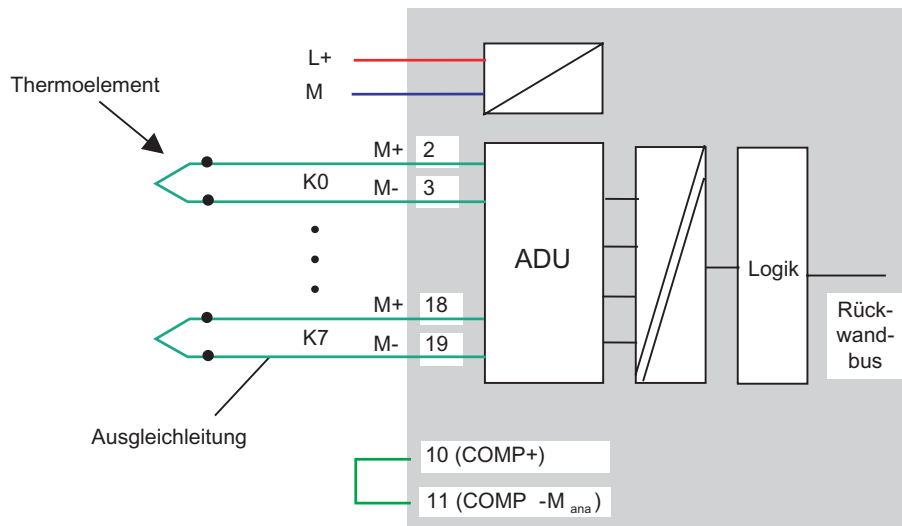 L+
M
Thermoelement
M+ 2
K0
M- 3
ADU
Logik
M+ 18
K7
M- 19
Rück-
wand-
bus
Ausgleichleitung
10 (COMP+)
11 (COMP -M ana )